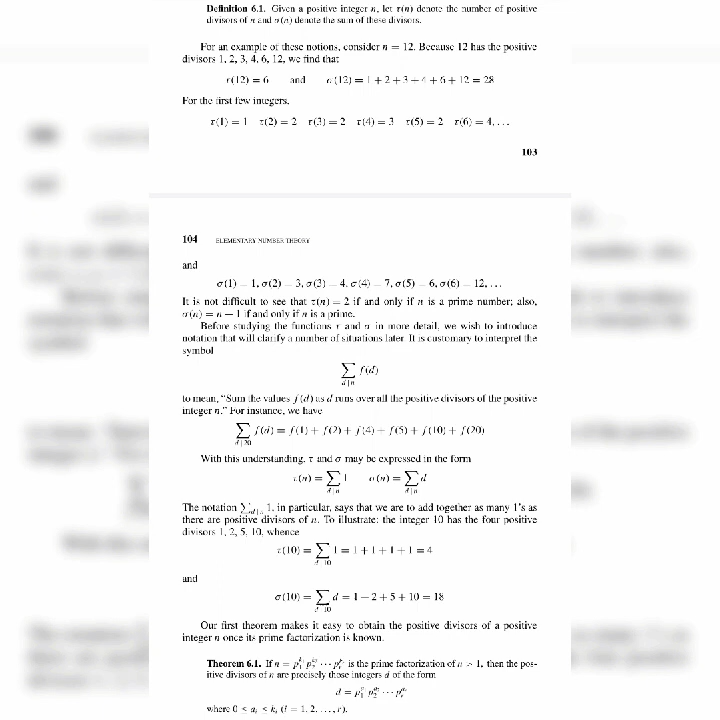 Definition 6.1. Given a positive integer n, let τ(n) denote the number of positive
divisors of n and σ(n) denote the sum of these divisors.
For an example of these notions, consider n = 12. Because 12 has the positive
divisors 1, 2, 3, 4, 6, 12, we find that
τ(12) = 6 and σ(12) = 1 + 2 + 3 + 4 + 6 + 12 = 28
For the first few integers,
τ(1) = 1 τ(2) = 2 τ(3) = 2 τ(4) = 3 τ(5) = 2 τ(6) = 4, ...
103
104 ELEMENTARY NUMBER THEORY
and
σ(1) = 1, σ(2) = 3, σ(3) = 4, σ(4) = 7, σ(5) = 6, σ(6) = 12, ...
It is not difficult to see that τ(n) = 2 if and only if n is a prime number; also,
σ(n) = n + 1 if and only if n is a prime.
Before studying the functions τ and σ in more detail, we wish to introduce
notation that will clarify a number of situations later. It is customary to interpret the
symbol
∑ f(d)
d | n
to mean, “Sum the values f(d) as d runs over all the positive divisors of the positive
integer n.” For instance, we have
∑ f(d) = f(1) + f(2) + f(4) + f(5) + f(10) + f(20)
d | 20
With this understanding, τ and σ may be expressed in the form
τ(n) = ∑ 1 σ(n) = ∑ d
d | n d | n
The notation ∑d | n 1, in particular, says that we are to add together as many 1’s as
there are positive divisors of n. To illustrate: the integer 10 has the four positive
divisors 1, 2, 5, 10, whence
τ(10) = ∑ 1 = 1 + 1 + 1 + 1 = 4
d | 10
and
σ(10) = ∑ d = 1 + 2 + 5 + 10 = 18
d | 10
Our first theorem makes it easy to obtain the positive divisors of a positive
integer n once its prime factorization is known.
Theorem 6.1. If n = p₁^k₁ p₂^k₂ ··· pᵣ^kᵣ is the prime factorization of n > 1, then the pos-
itive divisors of n are precisely those integers d of the form
d = p₁^a₁ p₂^a₂ ··· pᵣ^aᵣ
where 0 ≤ aᵢ ≤ kᵢ (i = 1, 2, ..., r).